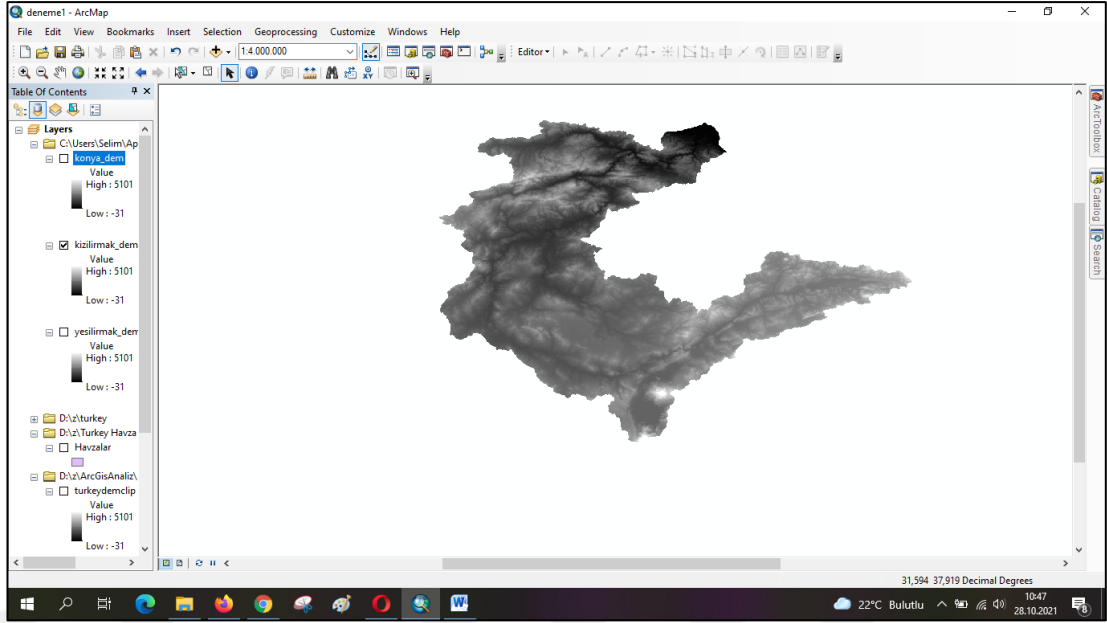 deneme1 - ArcMap
File Edit View Bookmarks Insert Selection Geoprocessing Customize Windows Help
1:4.000.000
Editor
Table Of Contents
Layers
C:\Users\Selim\Ap
konya_dem
Value
High : 5101
Low : -31
kizilirmak_dem
Value
High : 5101
Low : -31
yesilirmak_dem
Value
High : 5101
Low : -31
D:\z\turkey
D:\z\Turkey Havza
Havzalar
D:\z\ArcGisAnaliz\
turkeydemclip
Value
High : 5101
Low : -31
ArcToolbox
Catalog
Search
31,594 37,919 Decimal Degrees
22°C Bulutlu
10:47
28.10.2021
8